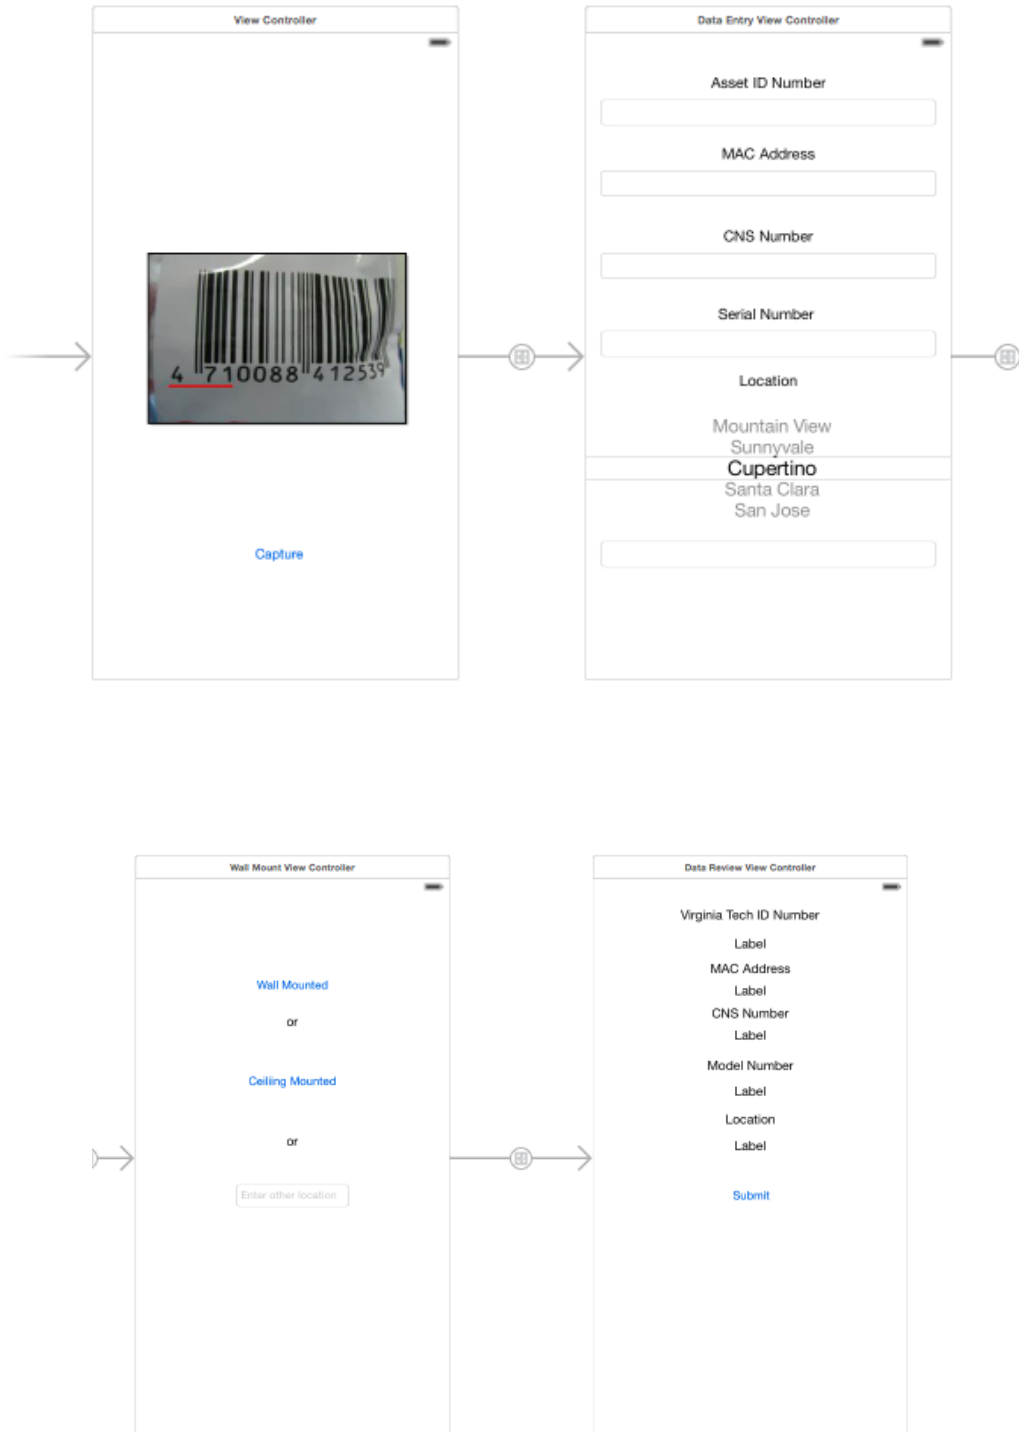 View Controller
4 710088 412539
Capture
Data Entry View Controller
Asset ID Number
MAC Address
CNS Number
Serial Number
Location
Mountain View
Sunnyvale
Cupertino
Santa Clara
San Jose
Wall Mount View Controller
Wall Mounted
or
Ceiling Mounted
or
Enter other location
Data Review View Controller
Virginia Tech ID Number
Label
MAC Address
Label
CNS Number
Label
Model Number
Label
Location
Label
Submit